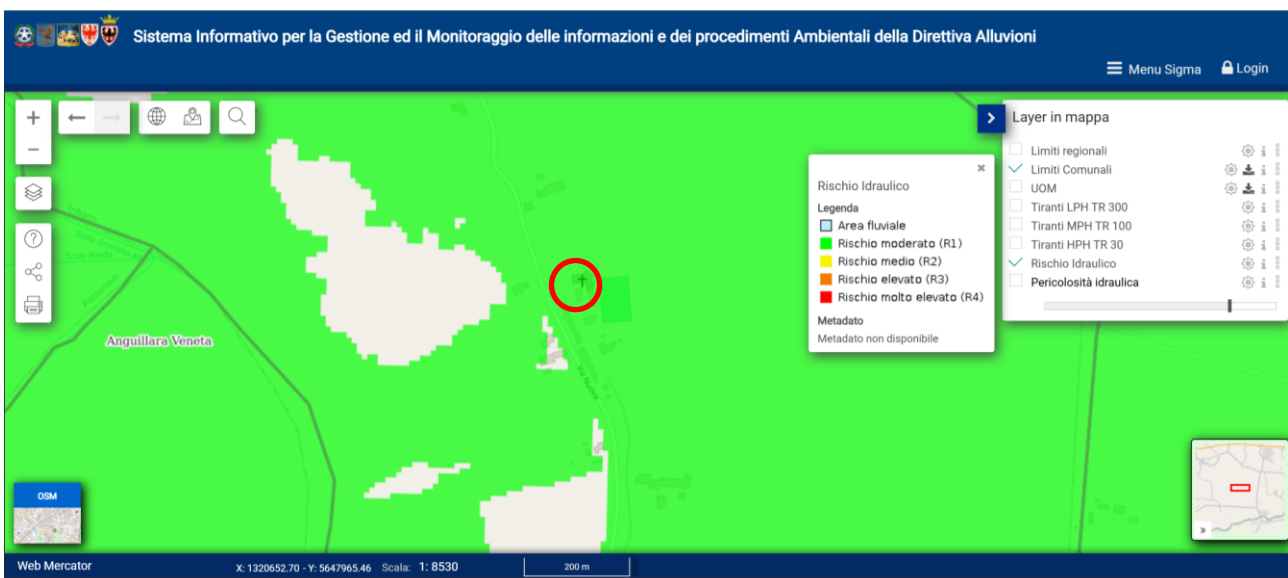 Sistema Informativo per la Gestione ed il Monitoraggio delle informazioni e dei procedimenti Ambientali della Direttiva Alluvioni
Menu Sigma
Login
Layer in mappa
Limiti regionali
Limiti Comunali
UOM
Tiranti LPH TR 300
Tiranti MPH TR 100
Tiranti HPH TR 30
Rischio Idraulico
Pericolosità idraulica
Rischio Idraulico
Legenda
Area fluviale
Rischio moderato (R1)
Rischio medio (R2)
Rischio elevato (R3)
Rischio molto elevato (R4)
Metadato
Metadato non disponibile
Tribano
Pozzonovo
Anguillara Veneta
Via Nuova
OSM
Web Mercator
X: 1320652.70 - Y: 5647965.46
Scala: 1: 8530
200 m